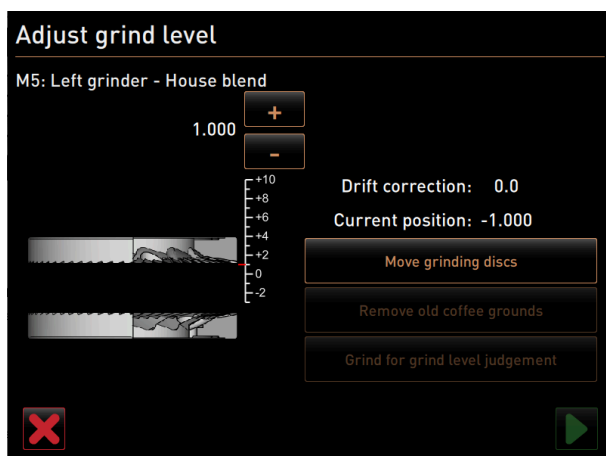 Adjust grind level
M5: Left grinder - House blend
1.000
+
-
+10
+8
+6
+4
+2
0
-2
Drift correction: 0.0
Current position: -1.000
Move grinding discs
Remove old coffee grounds
Grind for grind level judgement